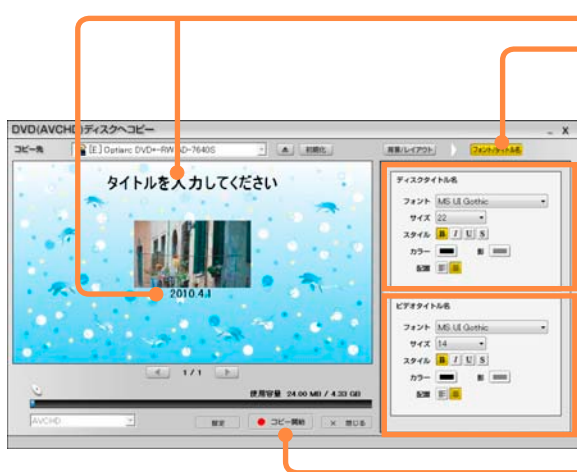 DVD(AVCHD)ディスクへコピー
コピー先 [E:] Optiarc DVD+-RW AD-7640S 初期化 背景/レイアウト フォント/タイトル名
タイトルを入力してください
2010.4.1
1 / 1
使用容量 24.00 MB / 4.33 GB
AVCHD 設定 コピー開始 × 閉じる
ディスクタイトル名
フォント MS UI Gothic
サイズ 22
スタイル B I U S
カラー 影
配置
ビデオタイトル名
フォント MS UI Gothic
サイズ 14
スタイル B I U S
カラー 影
配置